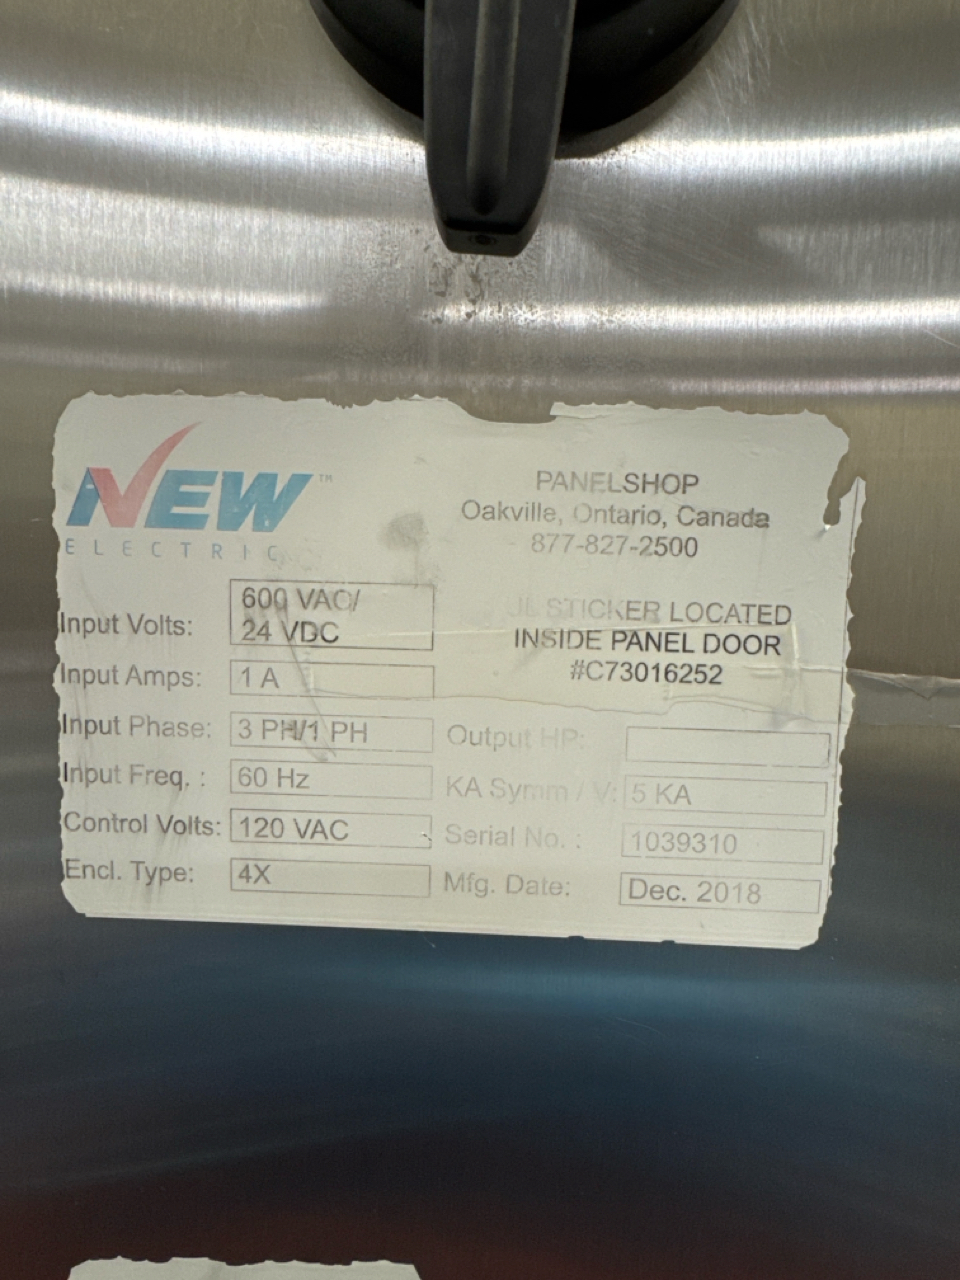 NEW™
ELECTRIC
PANELSHOP
Oakville, Ontario, Canada
877-827-2500
STICKER LOCATED
INSIDE PANEL DOOR
#C73016252
Input Volts: 600 VAC/
24 VDC
Input Amps: 1 A
Input Phase: 3 PH/1 PH
Input Freq. : 60 Hz
Control Volts: 120 VAC
Encl. Type: 4X
Output HP:
KA Symm / V: 5 KA
Serial No. : 1039310
Mfg. Date: Dec. 2018